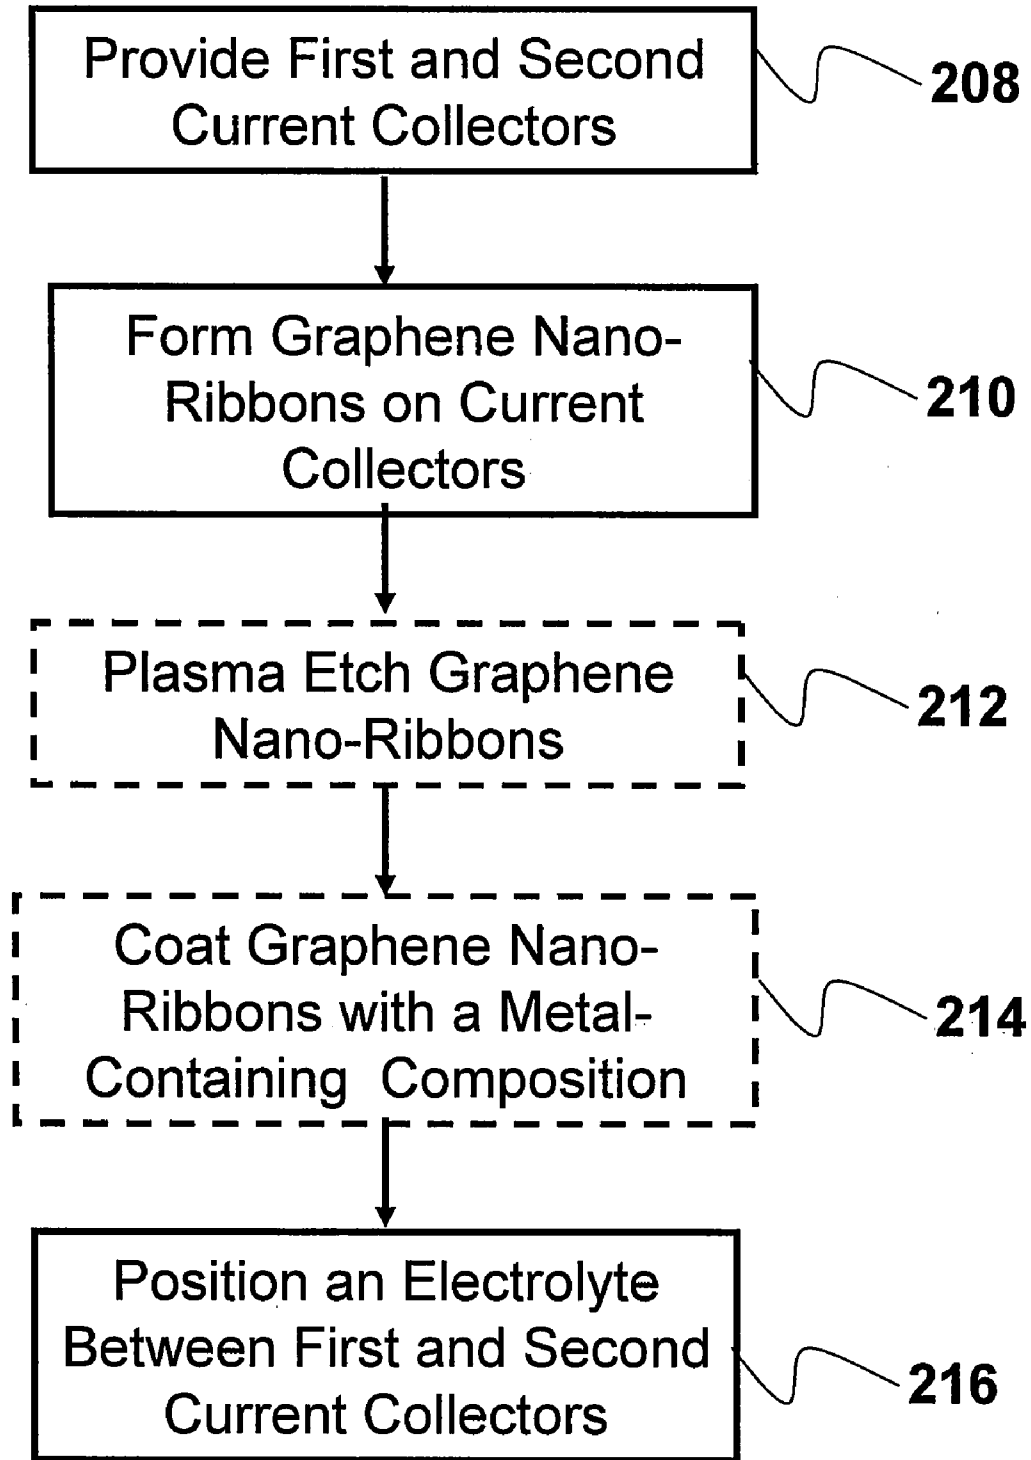 Provide First and Second
Current Collectors
208
Form Graphene Nano-
Ribbons on Current
Collectors
210
Plasma Etch Graphene
Nano-Ribbons
212
Coat Graphene Nano-
Ribbons with a Metal-
Containing Composition
214
Position an Electrolyte
Between First and Second
Current Collectors
216